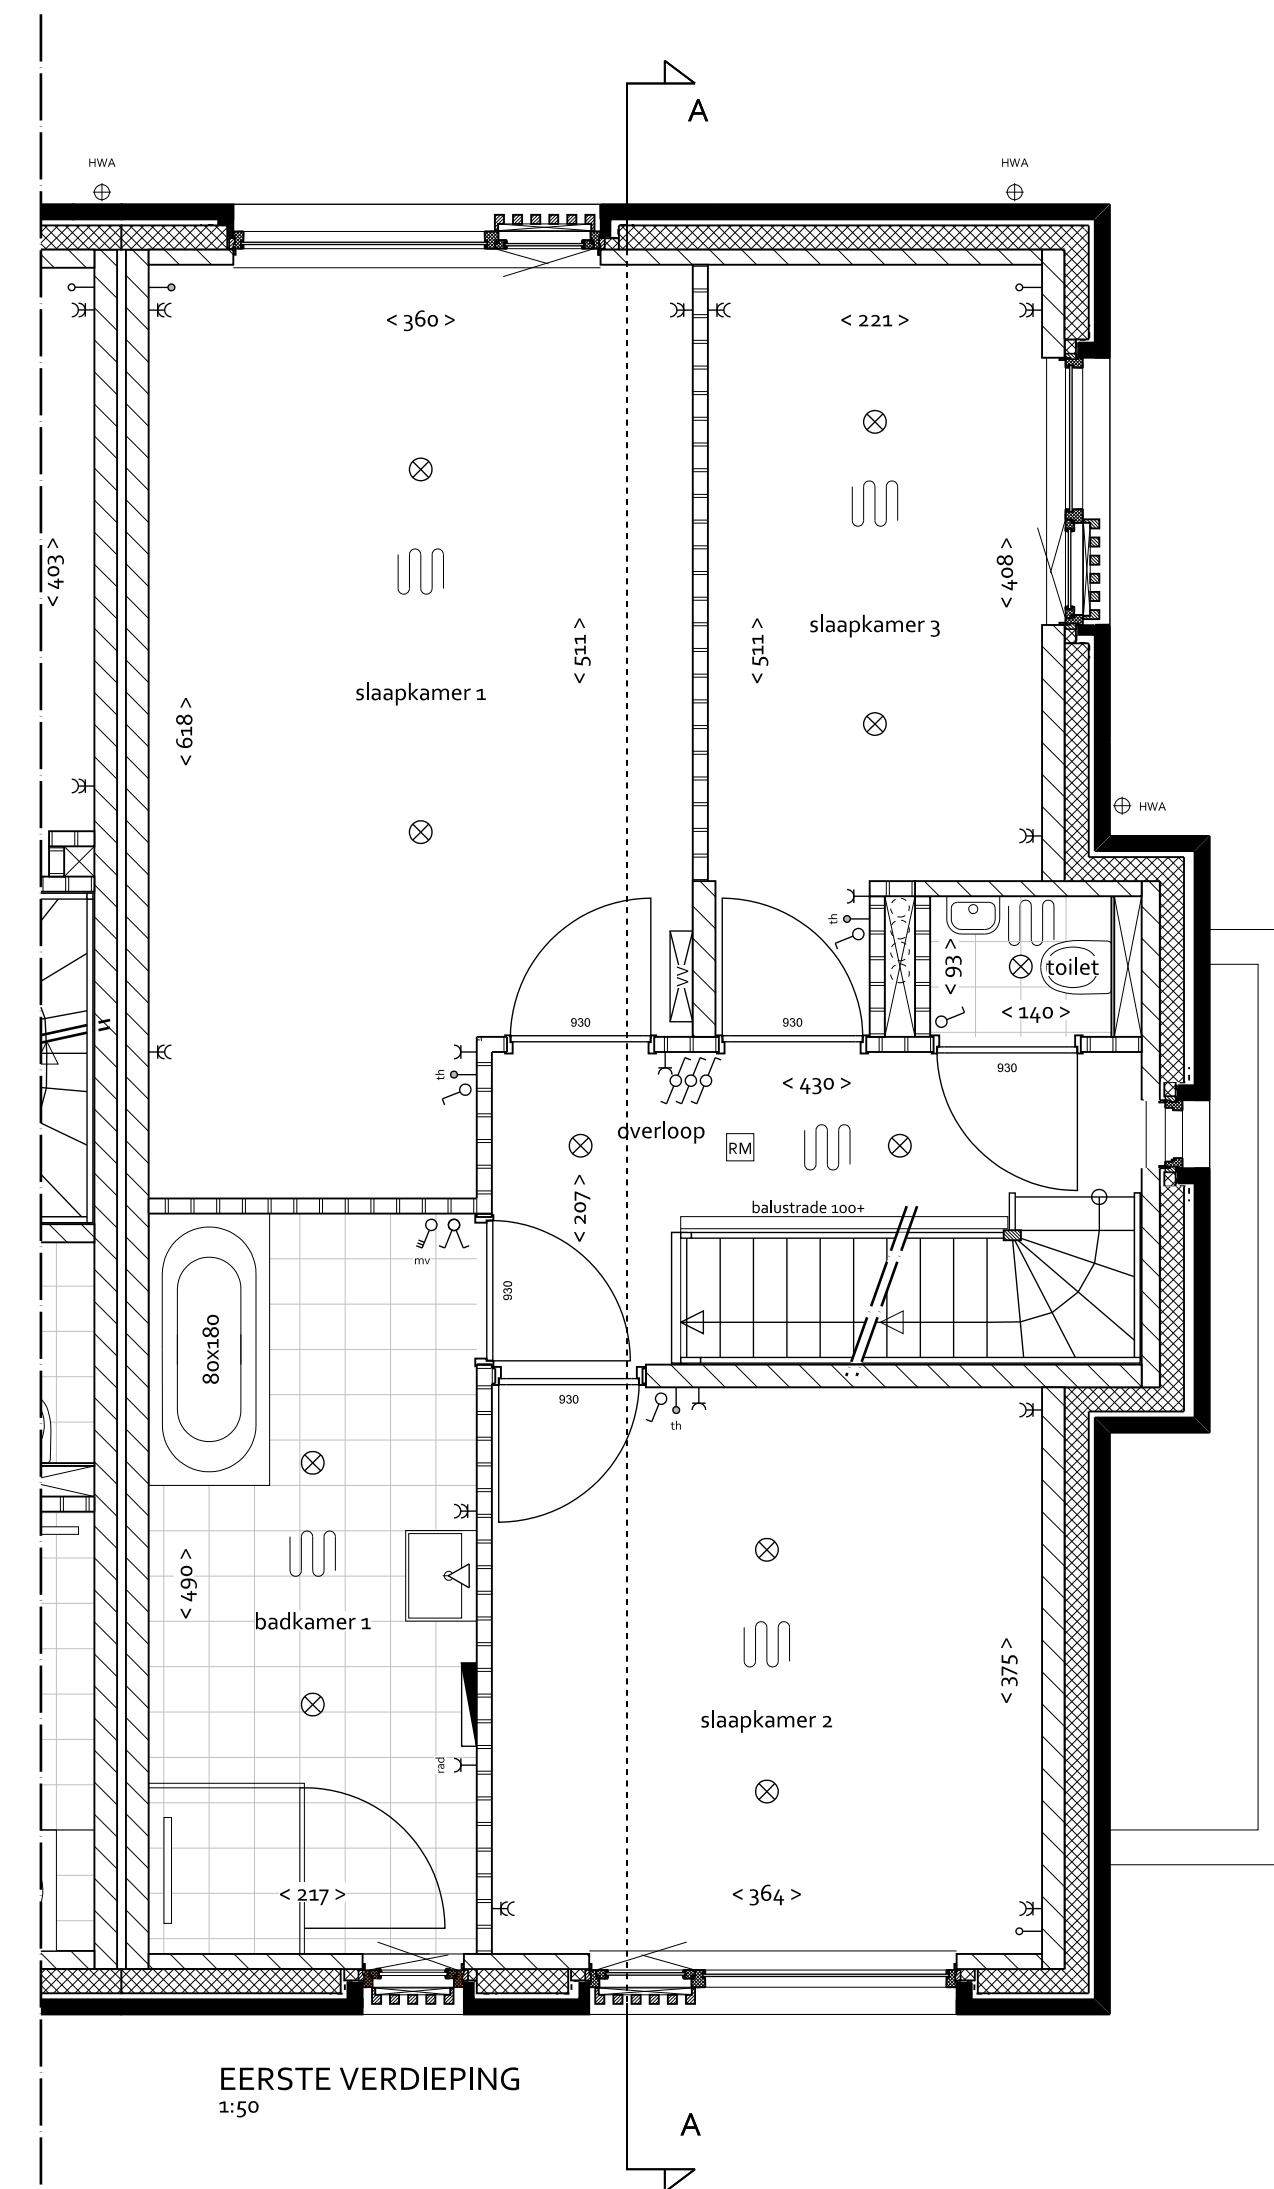 A
HWA
HWA
< 360 >
< 221 >
< 403 >
< 408 >
< 511 >
< 511 >
slaapkamer 3
slaapkamer 1
< 618 >
HWA
th
VV
< 93 >
toilet
< 140 >
930
930
930
th
< 430 >
overloop
RM
< 207 >
balustrade 100+
mv
930
80x180
930
th
< 490 >
badkamer 1
< 375 >
slaapkamer 2
rad
< 217 >
< 364 >
EERSTE VERDIEPING
1:50
A